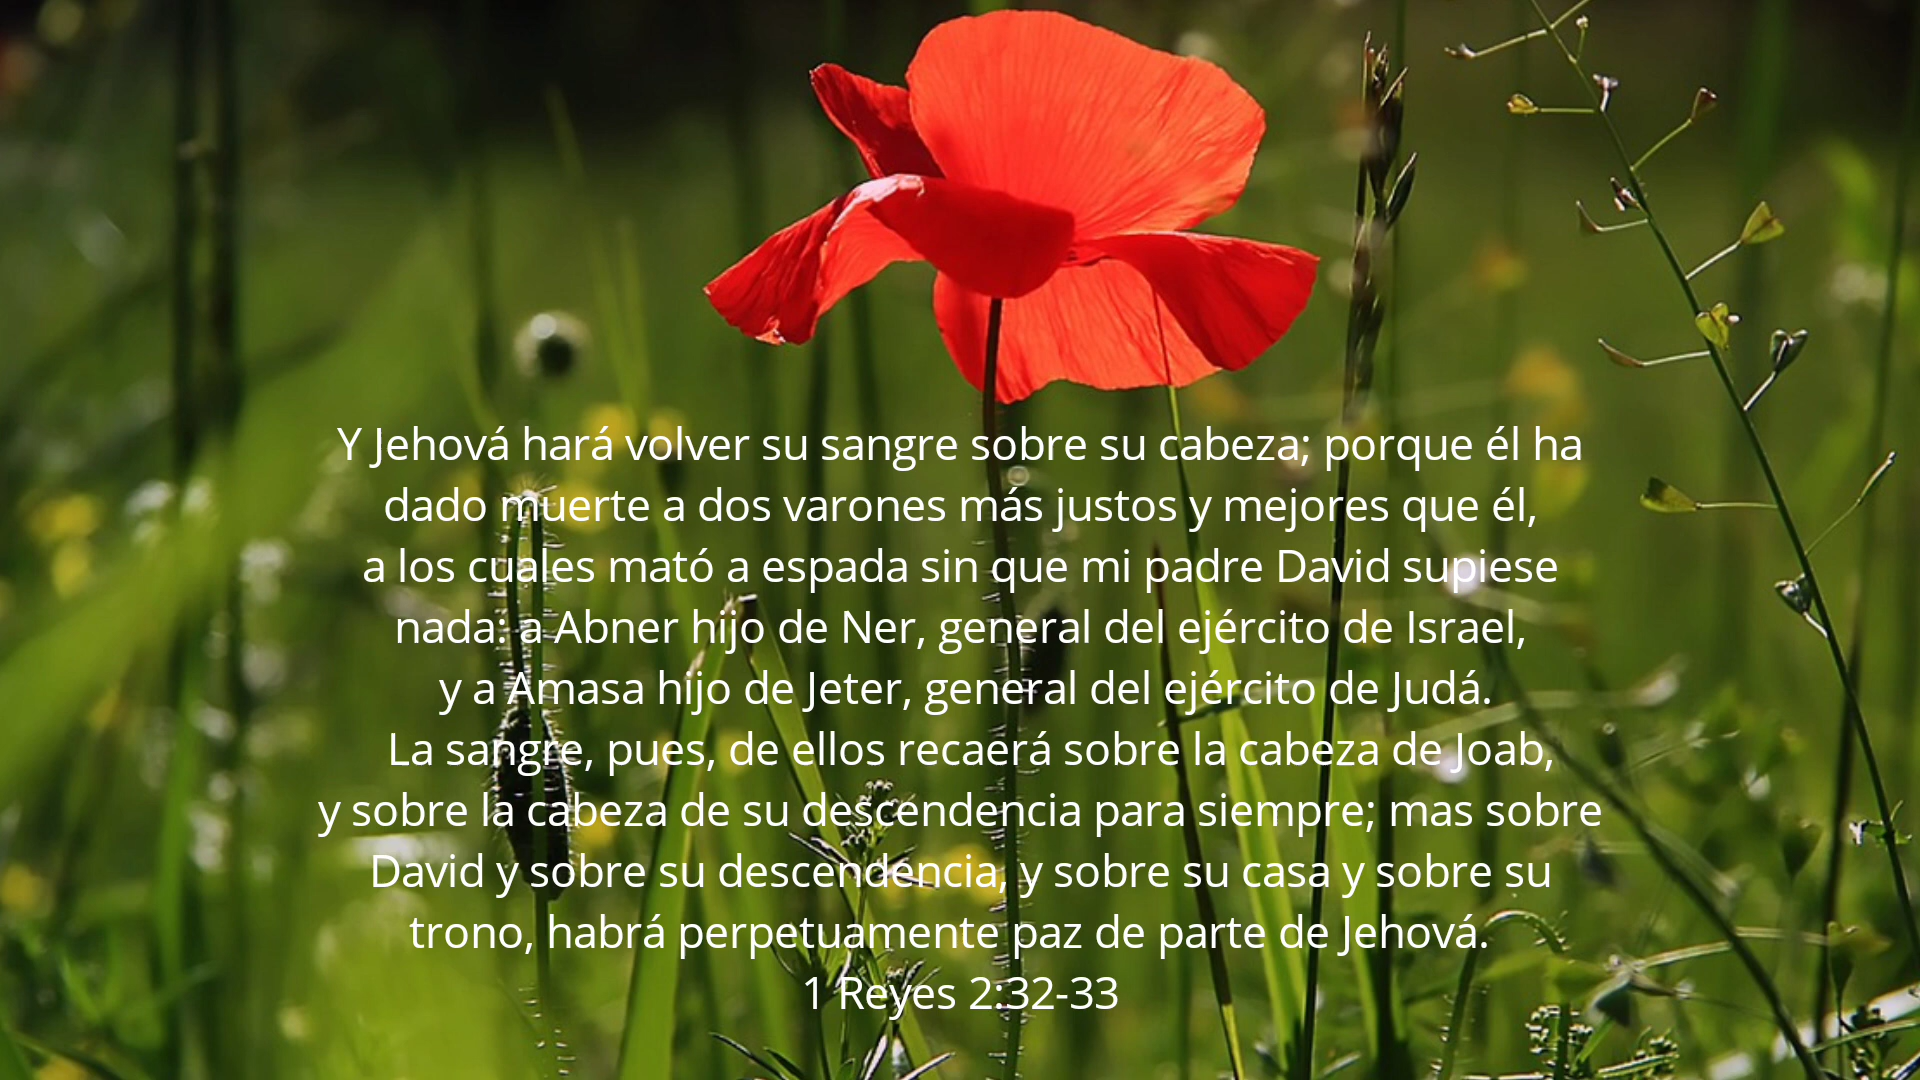 Y Jehová hará volver su sangre sobre su cabeza; porque él ha
dado muerte a dos varones más justos y mejores que él,
a los cuales mató a espada sin que mi padre David supiese
nada: a Abner hijo de Ner, general del ejército de Israel,
y a Amasa hijo de Jeter, general del ejército de Judá.
La sangre, pues, de ellos recaerá sobre la cabeza de Joab,
y sobre la cabeza de su descendencia para siempre; mas sobre
David y sobre su descendencia, y sobre su casa y sobre su
trono, habrá perpetuamente paz de parte de Jehová.
1 Reyes 2:32-33